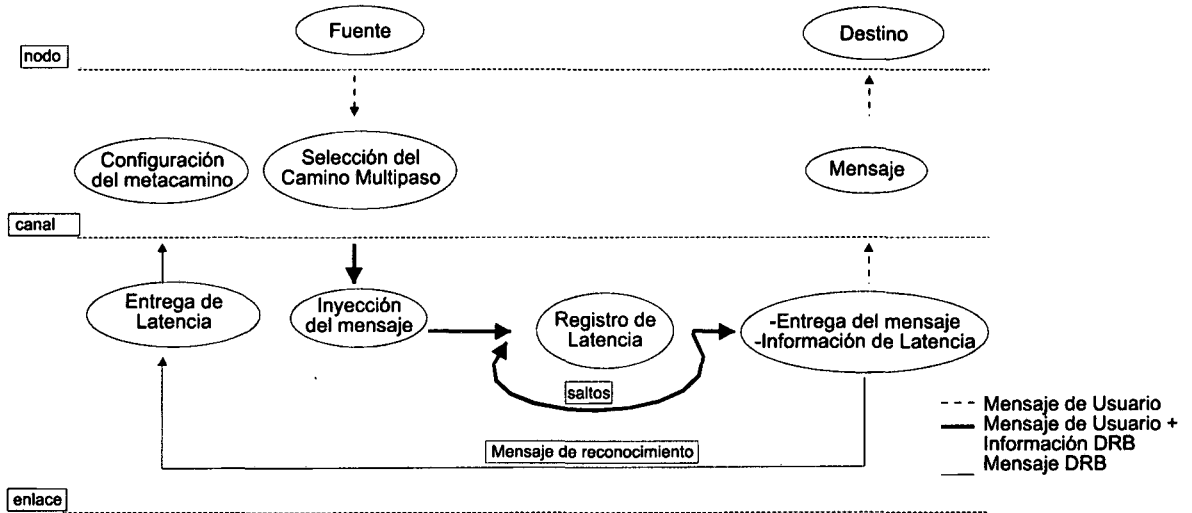 Fuente
Destino
nodo
Configuración
del metacamino
Selección del
Camino Multipaso
Mensaje
canal
Entrega de
Latencia
Inyección
del mensaje
Registro de
Latencia
-Entrega del mensaje
-Información de Latencia
saltos
Mensaje de reconocimiento
Mensaje de Usuario
Mensaje de Usuario +
Información DRB
Mensaje DRB
enlace